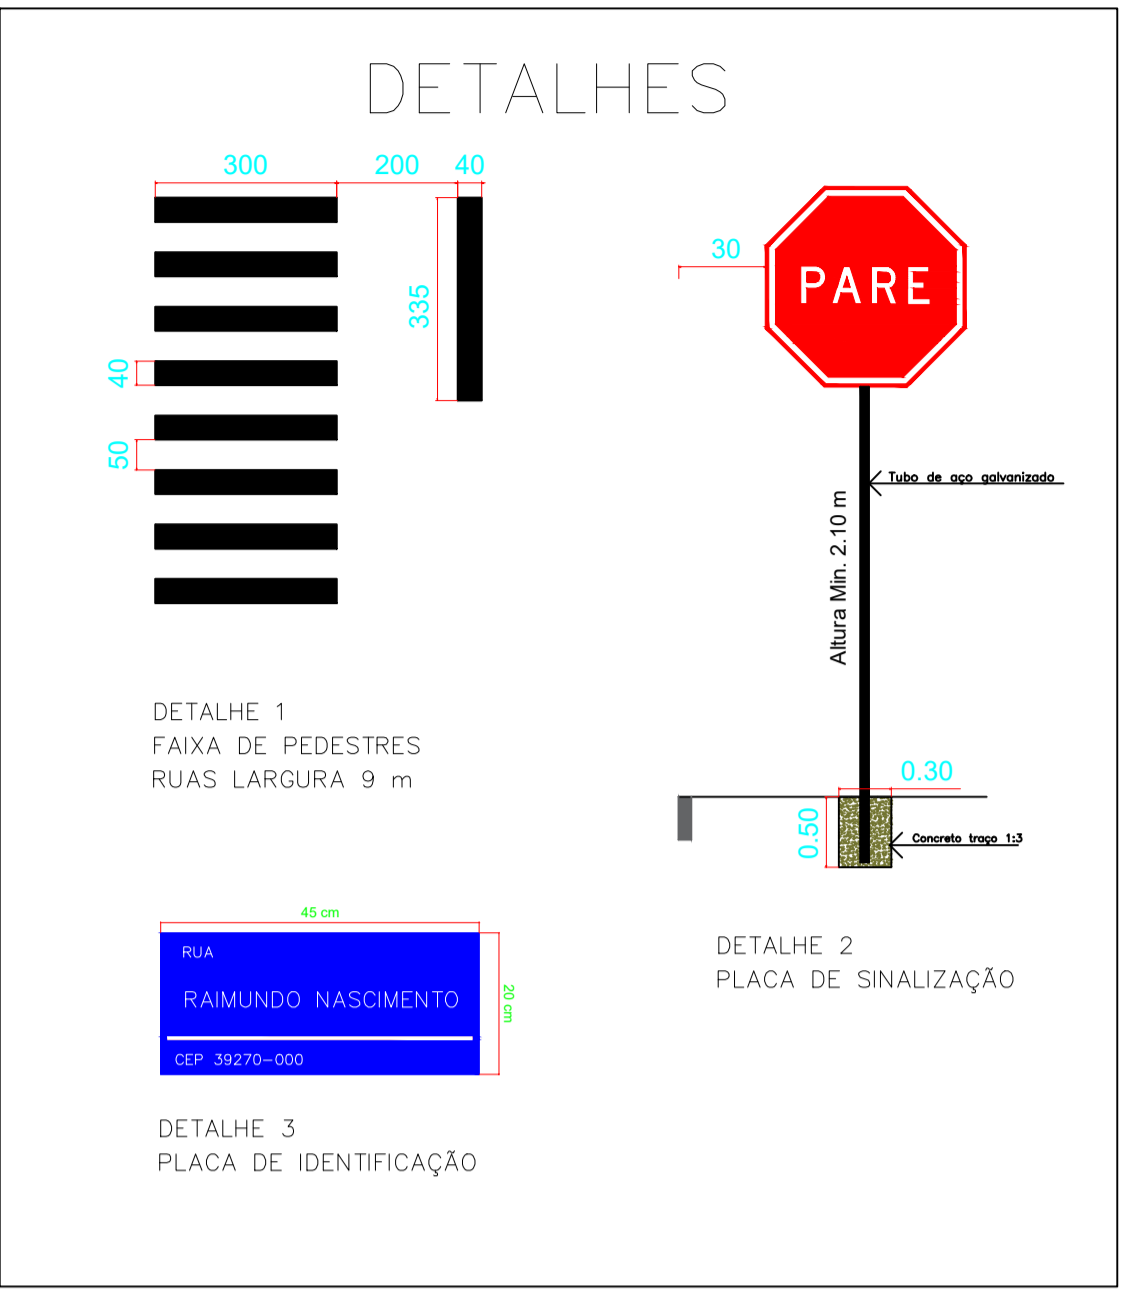 DETALHES
300
200
40
335
40
50
DETALHE 1
FAIXA DE PEDESTRES
RUAS LARGURA 9 m
30
PARE
Tubo de aço galvanizado
Altura Min. 2.10 m
0.30
0.50
Concreto traço 1:3
DETALHE 2
PLACA DE SINALIZAÇÃO
45 cm
20 cm
RUA
RAIMUNDO NASCIMENTO
CEP 39270-000
DETALHE 3
PLACA DE IDENTIFICAÇÃO